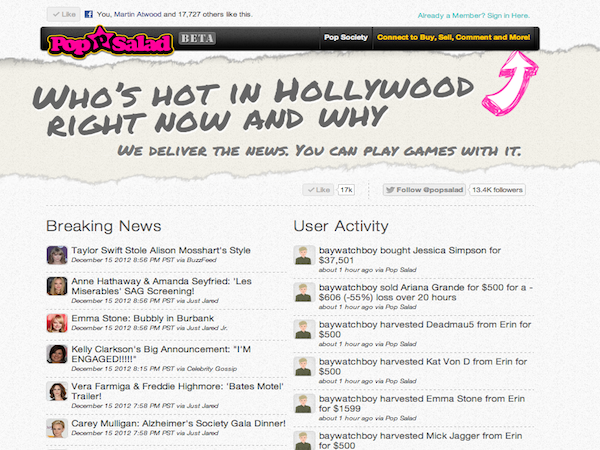 Like
You, Martin Atwood and 17,727 others like this.
Already a Member? Sign in Here.
Pop Salad
BETA
Pop Society
Connect to Buy, Sell, Comment and More!
Who's hot in Hollywood
right now and why
We deliver the news. You can play games with it.
Like
17k
Follow @popsalad
13.4K followers
Breaking News
Taylor Swift Stole Alison Mosshart's Style
December 15 2012 8:56 PM PST via BuzzFeed
Anne Hathaway & Amanda Seyfried: 'Les
Miserables' SAG Screening!
December 15 2012 8:56 PM PST via Just Jared
Emma Stone: Bubbly in Burbank
December 15 2012 8:56 PM PST via Just Jared Jr.
Kelly Clarkson's Big Announcement: "I'M
ENGAGED!!!!!"
December 15 2012 8:15 PM PST via Celebrity Gossip
Vera Farmiga & Freddie Highmore: 'Bates Motel'
Trailer!
December 15 2012 7:58 PM PST via Just Jared
Carey Mulligan: Alzheimer's Society Gala Dinner!
December 15 2012 7:58 PM PST via Just Jared
User Activity
baywatchboy bought Jessica Simpson for
$37,501
about 1 hour ago via Pop Salad
baywatchboy sold Ariana Grande for $500 for a -
$606 (-55%) loss over 20 hours
about 1 hour ago via Pop Salad
baywatchboy harvested Deadmau5 from Erin for
$500
about 1 hour ago via Pop Salad
baywatchboy harvested Kat Von D from Erin for
$500
about 1 hour ago via Pop Salad
baywatchboy harvested Emma Stone from Erin
for $1599
about 1 hour ago via Pop Salad
baywatchboy harvested Mick Jagger from Erin
for $500